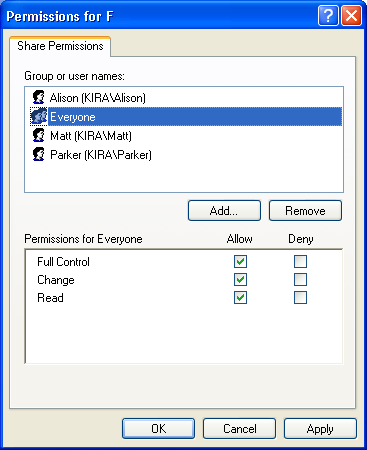 Permissions for F
Share Permissions
Group or user names:
Alison (KIRA\Alison)
Everyone
Matt (KIRA\Matt)
Parker (KIRA\Parker)
Add... Remove
Permissions for Everyone Allow Deny
Full Control
Change
Read
OK Cancel Apply